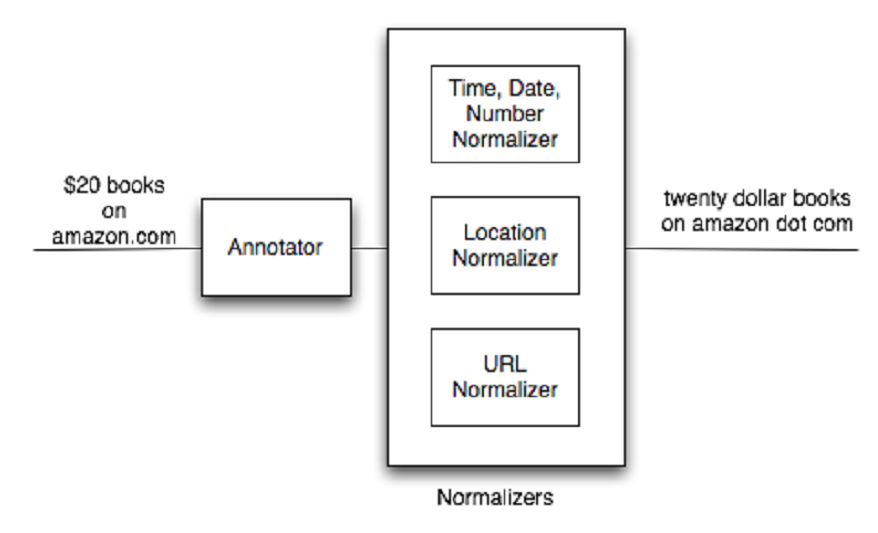 $20 books
on
amazon.com
Annotator
Time, Date,
Number
Normalizer
Location
Normalizer
URL
Normalizer
Normalizers
twenty dollar books
on amazon dot com